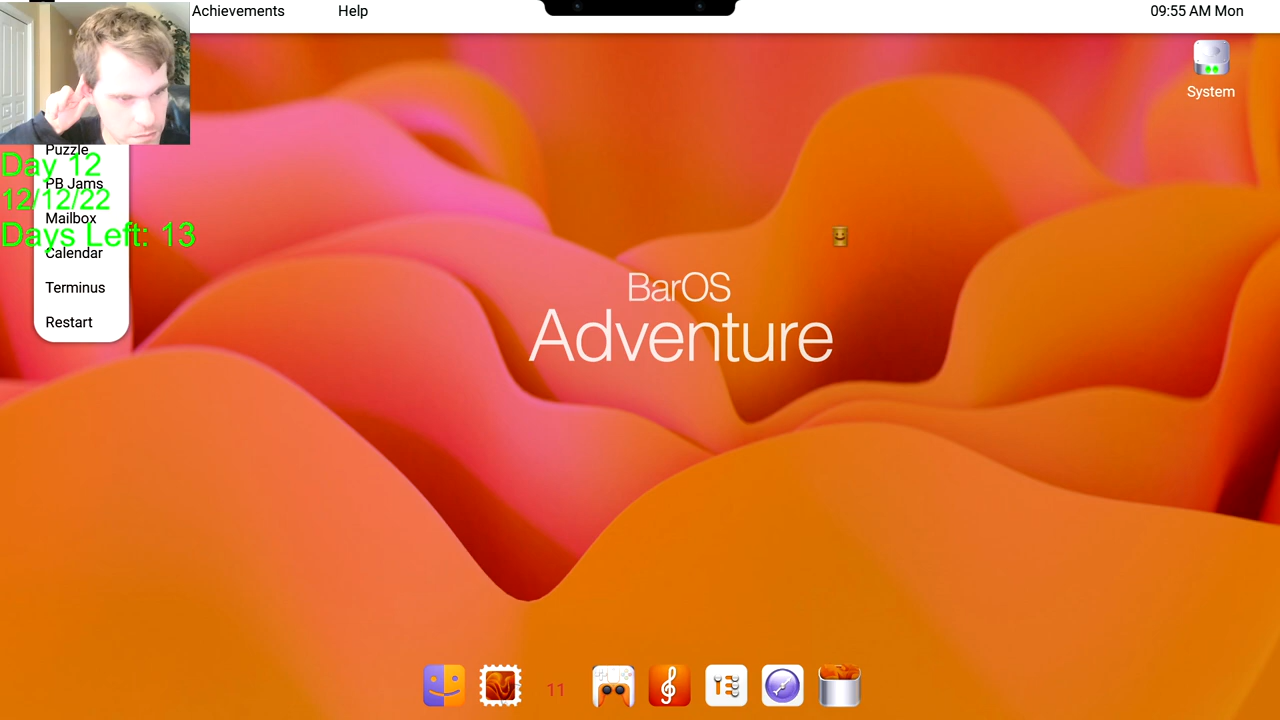 Achievements Help 09:55 AM Mon
System
Puzzle
Day 12
PB Jams
12/12/22
Mailbox
Days Left: 13
Calendar
Terminus
Restart
BarOS
Adventure
11